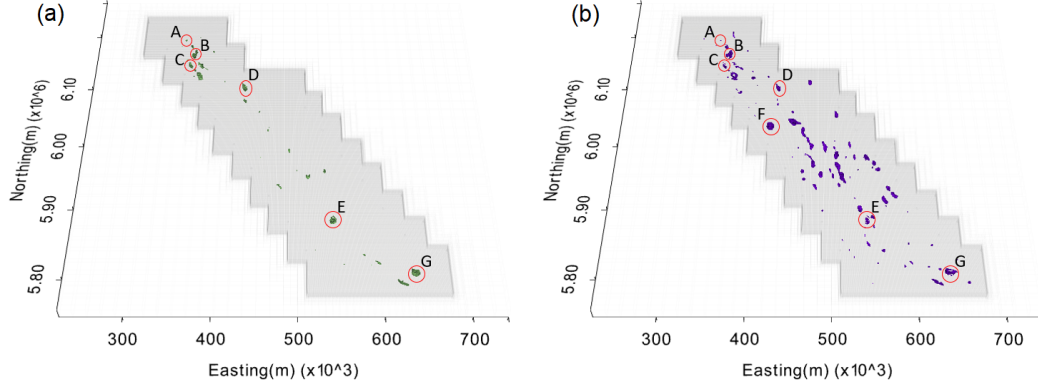 (a)
A
B
C
D
E
G
6.10
6.00
5.90
5.80
Northing(m) (x10^6)
300 400 500 600 700
Easting(m) (x10^3)
(b)
A
B
C
D
F
E
G
6.10
6.00
5.90
5.80
Northing(m) (x10^6)
300 400 500 600 700
Easting(m) (x10^3)